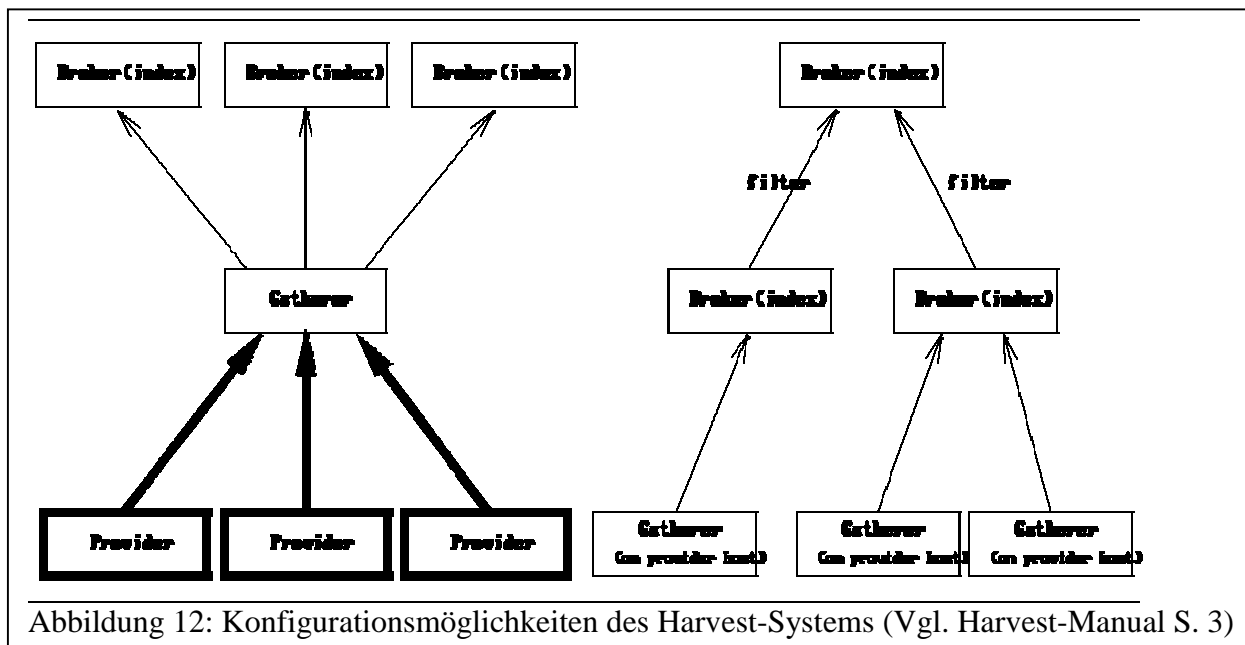 Broker(index) Broker(index) Broker(index) Broker(index)
filter filter
Gatherer Broker(index) Broker(index)
Provider Provider Provider Gatherer Gatherer Gatherer
(on provider host) (on provider host) (on provider host)
Abbildung 12: Konfigurationsmöglichkeiten des Harvest-Systems (Vgl. Harvest-Manual S. 3)